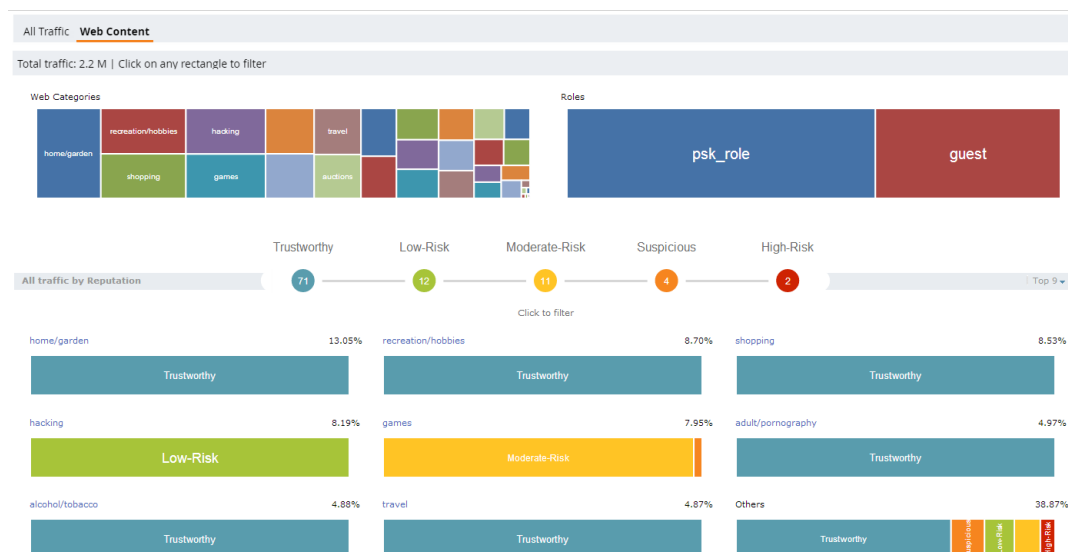 All Traffic Web Content
Total traffic: 2.2 M | Click on any rectangle to filter
Web Categories
Roles
home/garden
recreation/hobbies
hacking
travel
shopping
games
auctions
psk_role
guest
Trustworthy Low-Risk Moderate-Risk Suspicious High-Risk
All traffic by Reputation 71 12 11 4 2 Top 9
Click to filter
home/garden 13.05% recreation/hobbies 8.70% shopping 8.53%
Trustworthy Trustworthy Trustworthy
hacking 8.19% games 7.95% adult/pornography 4.97%
Low-Risk Moderate-Risk Trustworthy
alcohol/tobacco 4.88% travel 4.87% Others 38.87%
Trustworthy Trustworthy Trustworthy